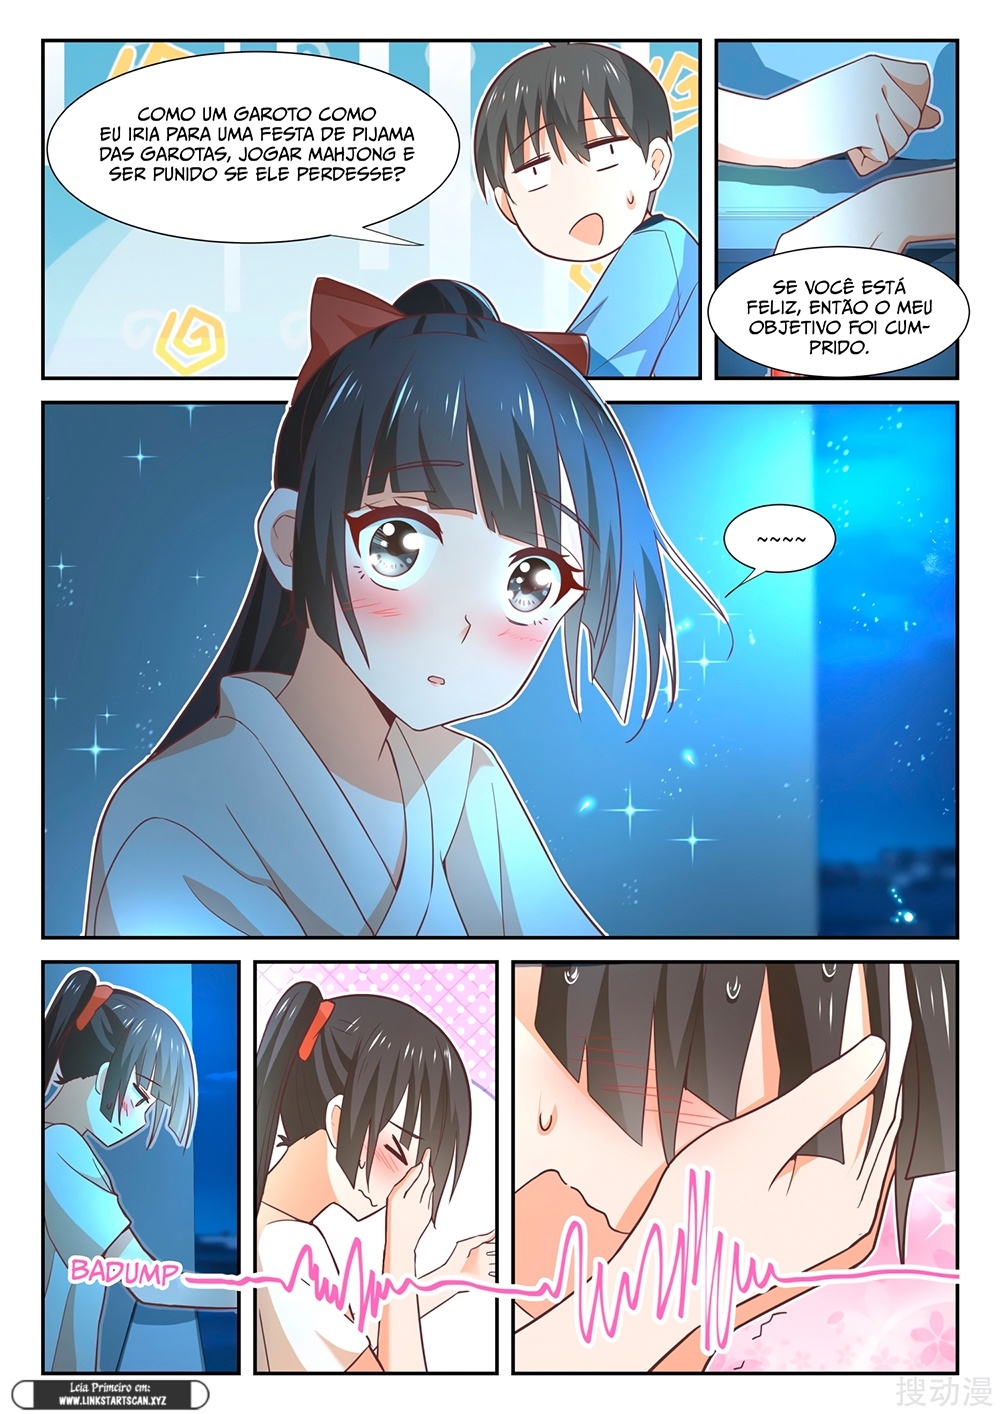 COMO UM GAROTO COMO
EU IRIA PARA UMA FESTA DE PIJAMA
DAS GAROTAS, JOGAR MAHJONG E
SER PUNIDO SE ELE PERDESSE?
SE VOCÊ ESTÁ
FELIZ, ENTÃO O MEU
OBJETIVO FOI CUM-
PRIDO.
~~~~
BADUMP
Leia Primeiro em:
WWW.LINKSTARTSCAN.XYZ
搜动漫